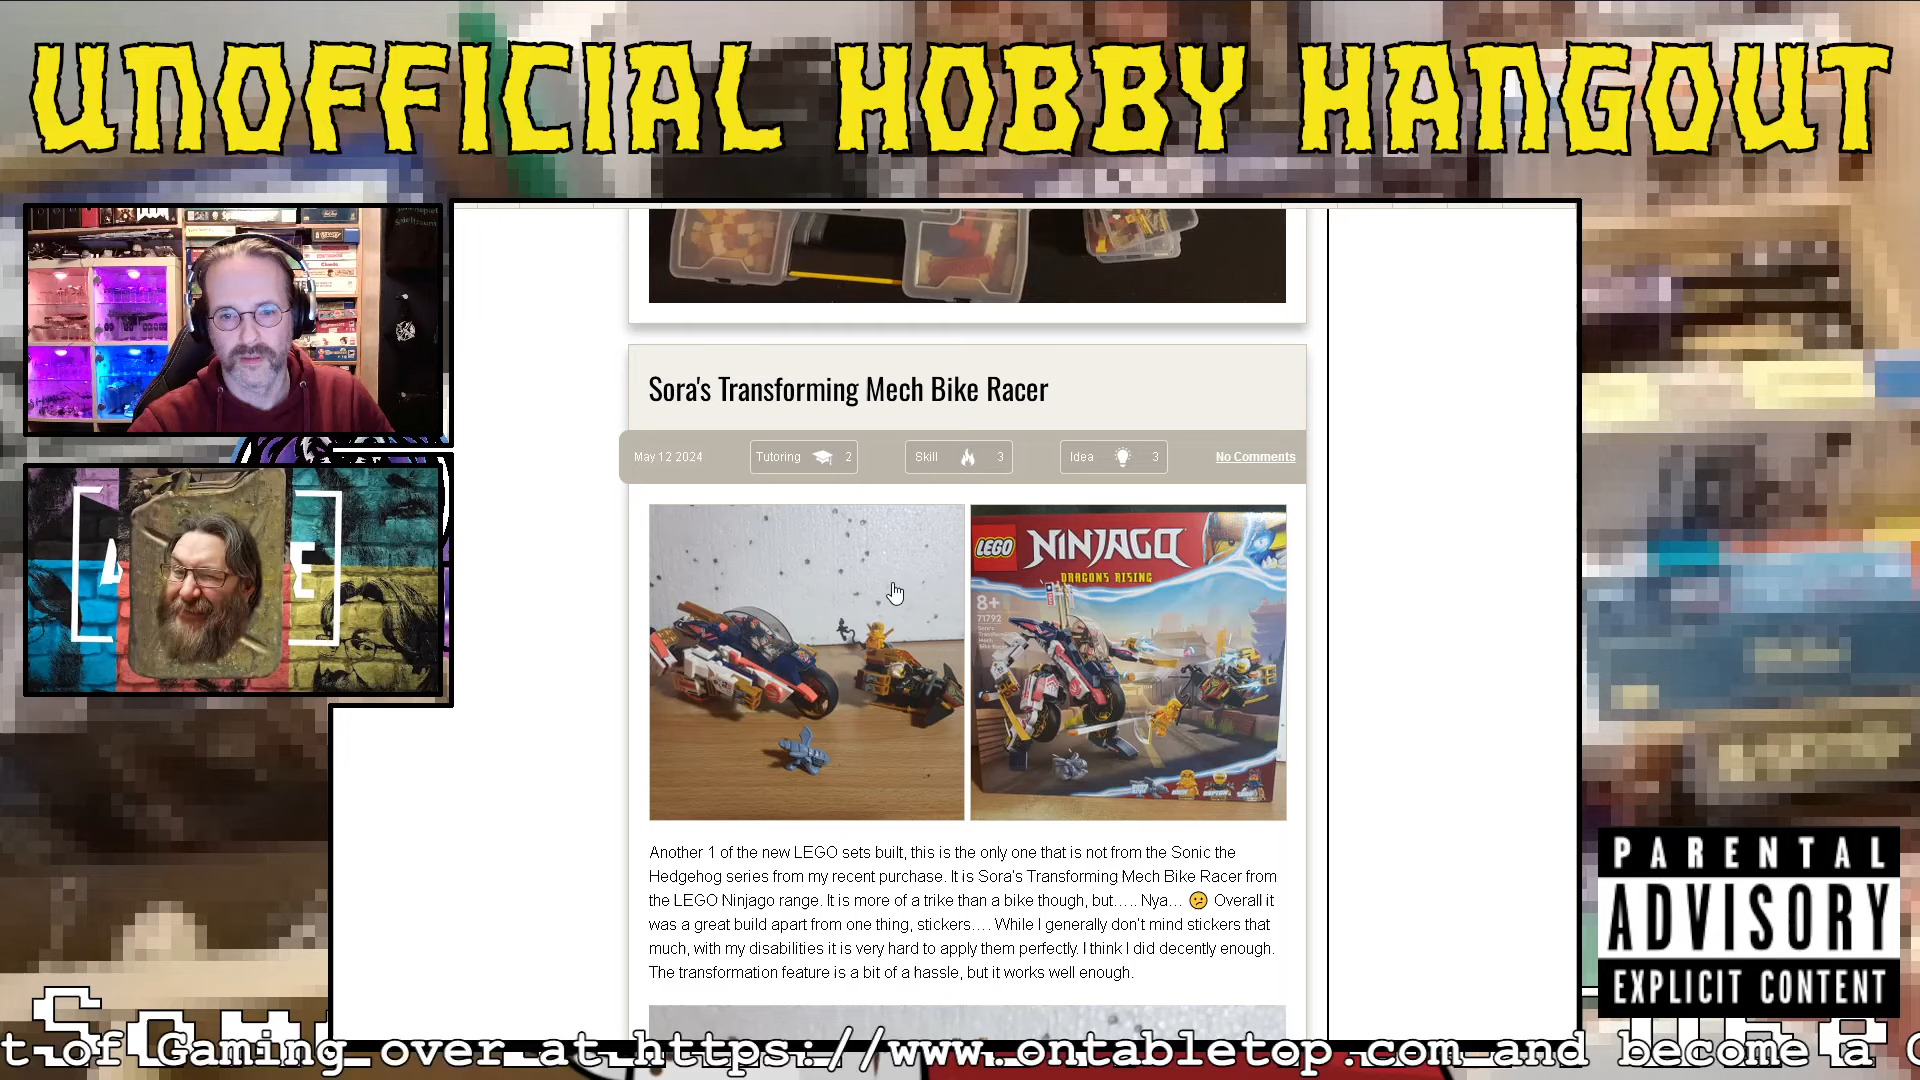 UNOFFICIAL HOBBY HANGOUT
DOOM
Sora's Transforming Mech Bike Racer
May 12 2024
Tutoring 2
Skill 3
Idea 3
No Comments
LEGO NINJAGO
DRAGONS RISING
8+
71792
Sora's
Transforming
Mech
Bike Racer
Another 1 of the new LEGO sets built, this is the only one that is not from the Sonic the
Hedgehog series from my recent purchase. It is Sora's Transforming Mech Bike Racer from
the LEGO Ninjago range. It is more of a trike than a bike though, but….. Nya… 😕 Overall it
was a great build apart from one thing, stickers…. While I generally don't mind stickers that
much, with my disabilities it is very hard to apply them perfectly. I think I did decently enough.
The transformation feature is a bit of a hassle, but it works well enough.
PARENTAL
ADVISORY
EXPLICIT CONTENT
t of Gaming over at https://www.ontabletop.com and become a